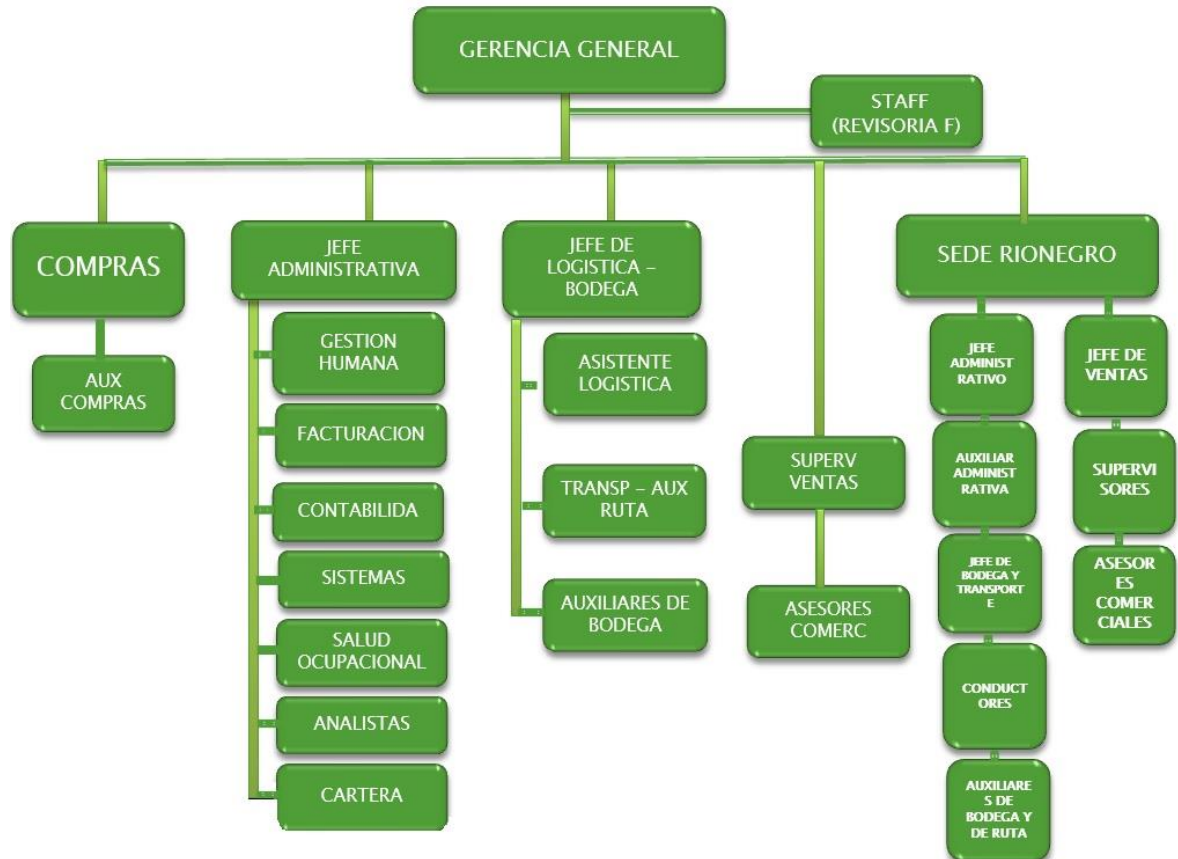 GERENCIA GENERAL
STAFF
(REVISORIA F)
COMPRAS
AUX
COMPRAS
JEFE
ADMINISTRATIVA
GESTION
HUMANA
FACTURACION
CONTABILIDA
SISTEMAS
SALUD
OCUPACIONAL
ANALISTAS
CARTERA
JEFE DE
LOGISTICA –
BODEGA
ASISTENTE
LOGISTICA
TRANSP – AUX
RUTA
AUXILIARES DE
BODEGA
SUPERV
VENTAS
ASESORES
COMERC
SEDE RIONEGRO
JEFE
ADMINIST
RATIVO
AUXILIAR
ADMINIST
RATIVA
JEFE DE
BODEGA Y
TRANSPORT
E
CONDUCT
ORES
AUXILIARE
S DE
BODEGA Y
DE RUTA
JEFE DE
VENTAS
SUPERVI
SORES
ASESOR
ES
COMER
CIALES